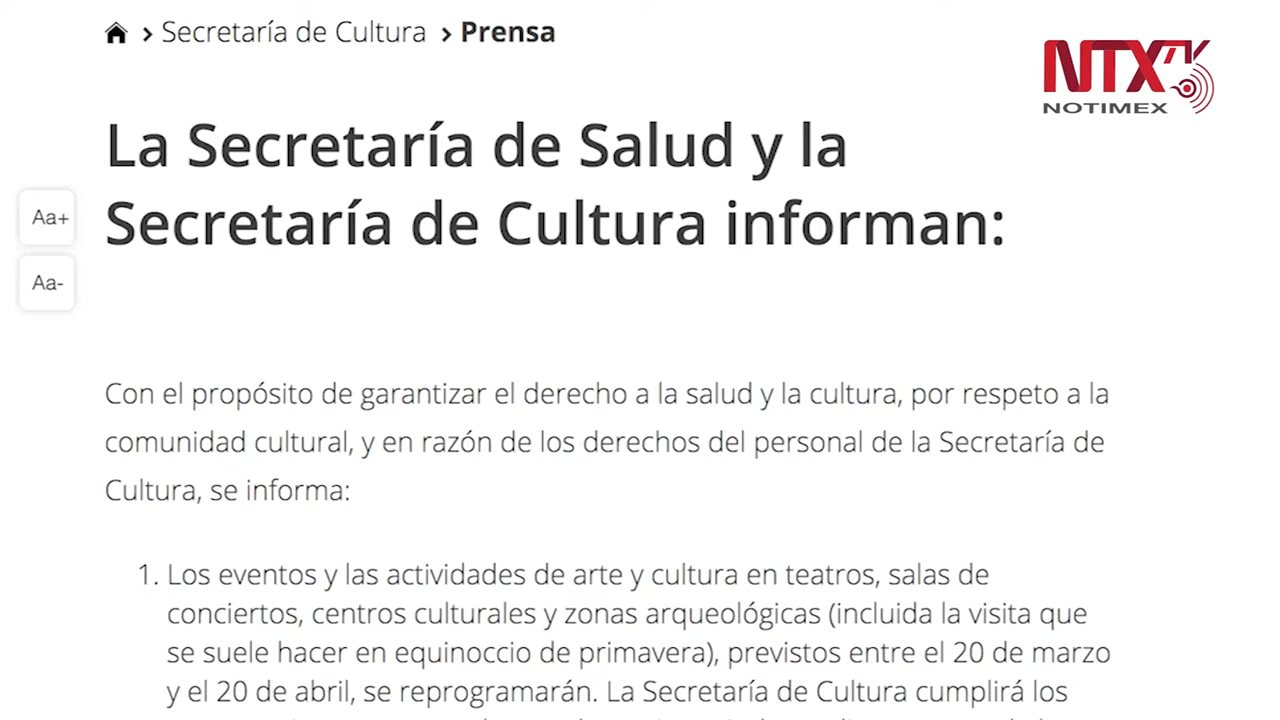 Secretaría de Cultura > Prensa
NTX TV
NOTIMEX
La Secretaría de Salud y la
Secretaría de Cultura informan:
Aa+
Aa-
Con el propósito de garantizar el derecho a la salud y la cultura, por respeto a la
comunidad cultural, y en razón de los derechos del personal de la Secretaría de
Cultura, se informa:
1. Los eventos y las actividades de arte y cultura en teatros, salas de
conciertos, centros culturales y zonas arqueológicas (incluida la visita que
se suele hacer en equinoccio de primavera), previstos entre el 20 de marzo
y el 20 de abril, se reprogramarán. La Secretaría de Cultura cumplirá los